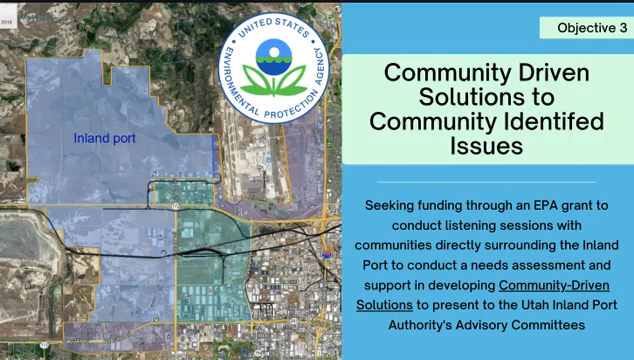 2018
UNITED STATES
ENVIRONMENTAL PROTECTION AGENCY
Inland port
Objective 3
Community Driven
Solutions to
Community Identifed
Issues
Seeking funding through an EPA grant to
conduct listening sessions with
communities directly surrounding the Inland
Port to conduct a needs assessment and
support in developing Community-Driven
Solutions to present to the Utah Inland Port
Authority's Advisory Committees